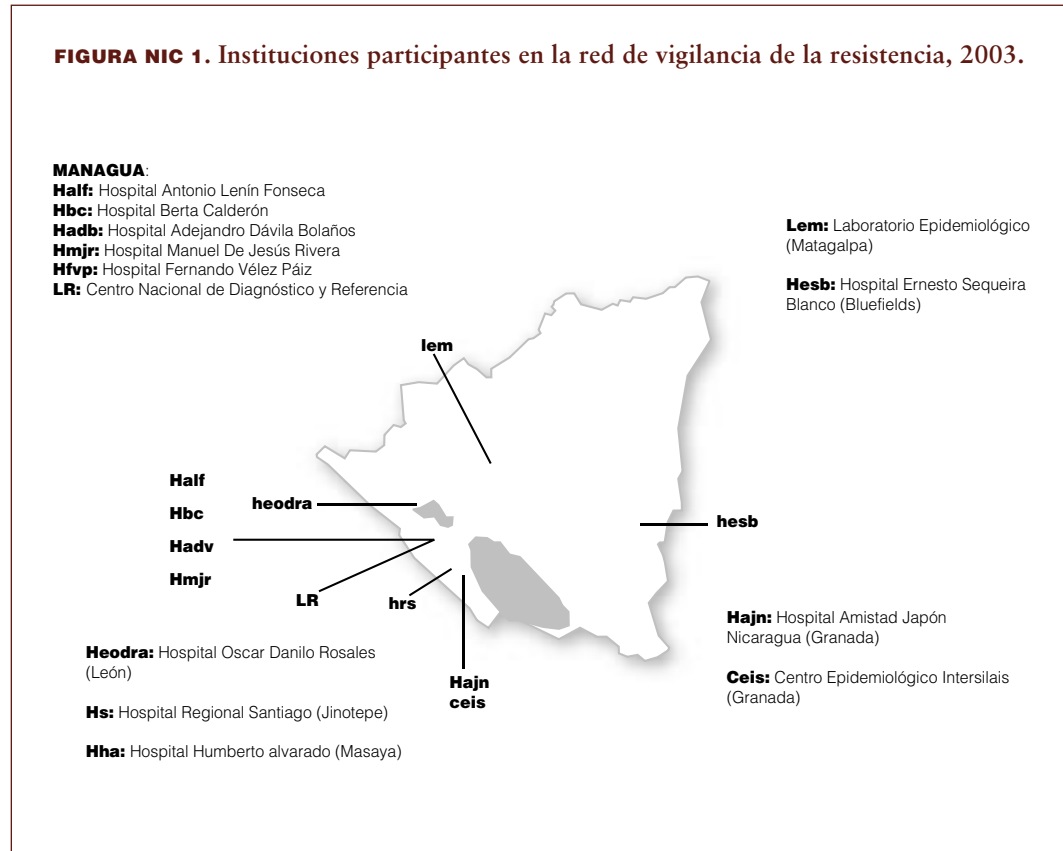 FIGURA NIC 1. Instituciones participantes en la red de vigilancia de la resistencia, 2003.
MANAGUA:
Half: Hospital Antonio Lenín Fonseca
Hbc: Hospital Berta Calderón
Hadb: Hospital Adejandro Dávila Bolaños
Hmjr: Hospital Manuel De Jesús Rivera
Hfvp: Hospital Fernando Vélez Páiz
LR: Centro Nacional de Diagnóstico y Referencia
Lem: Laboratorio Epidemiológico
(Matagalpa)
Hesb: Hospital Ernesto Sequeira
Blanco (Bluefields)
lem
Half
Hbc
Hadv
Hmjr
heodra
hesb
LR
hrs
Hajn
ceis
Heodra: Hospital Oscar Danilo Rosales
(León)
Hs: Hospital Regional Santiago (Jinotepe)
Hha: Hospital Humberto alvarado (Masaya)
Hajn: Hospital Amistad Japón
Nicaragua (Granada)
Ceis: Centro Epidemiológico Intersilais
(Granada)